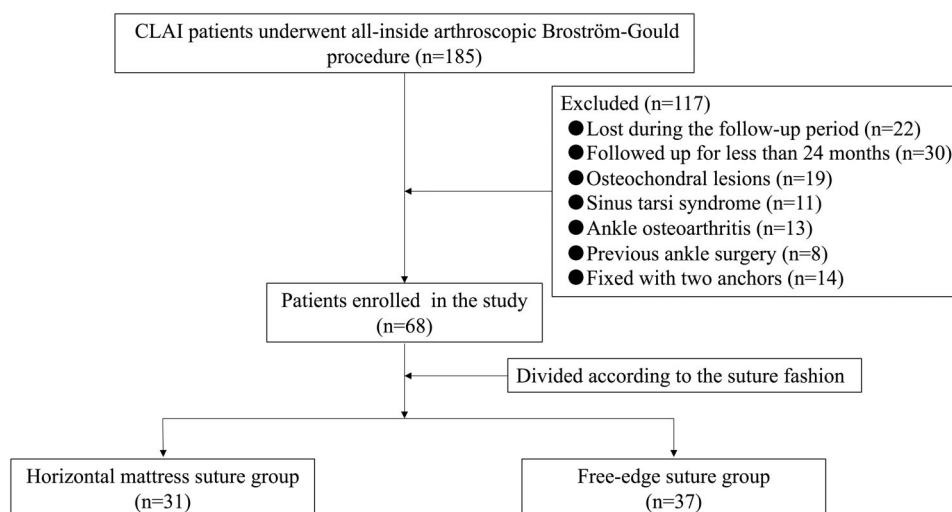 CLAI patients underwent all-inside arthroscopic Broström-Gould
procedure (n=185)
Excluded (n=117)
●Lost during the follow-up period (n=22)
●Followed up for less than 24 months (n=30)
●Osteochondral lesions (n=19)
●Sinus tarsi syndrome (n=11)
●Ankle osteoarthritis (n=13)
●Previous ankle surgery (n=8)
●Fixed with two anchors (n=14)
Patients enrolled in the study
(n=68)
Divided according to the suture fashion
Horizontal mattress suture group
(n=31)
Free-edge suture group
(n=37)